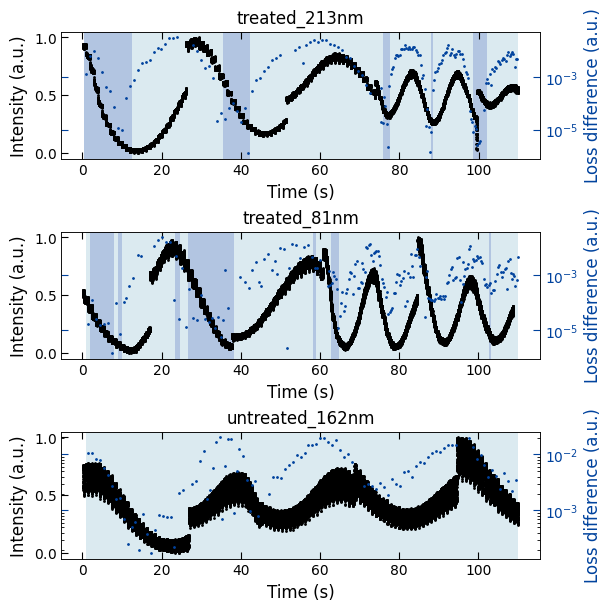 treated_213nm
1.0
0.5
0.0
Intensity (a.u.)
10⁻³
10⁻⁵
Loss difference (a.u.)
0 20 40 60 80 100
Time (s)
treated_81nm
1.0
0.5
0.0
Intensity (a.u.)
10⁻³
10⁻⁵
Loss difference (a.u.)
0 20 40 60 80 100
Time (s)
untreated_162nm
1.0
0.5
0.0
Intensity (a.u.)
10⁻²
10⁻³
Loss difference (a.u.)
0 20 40 60 80 100
Time (s)